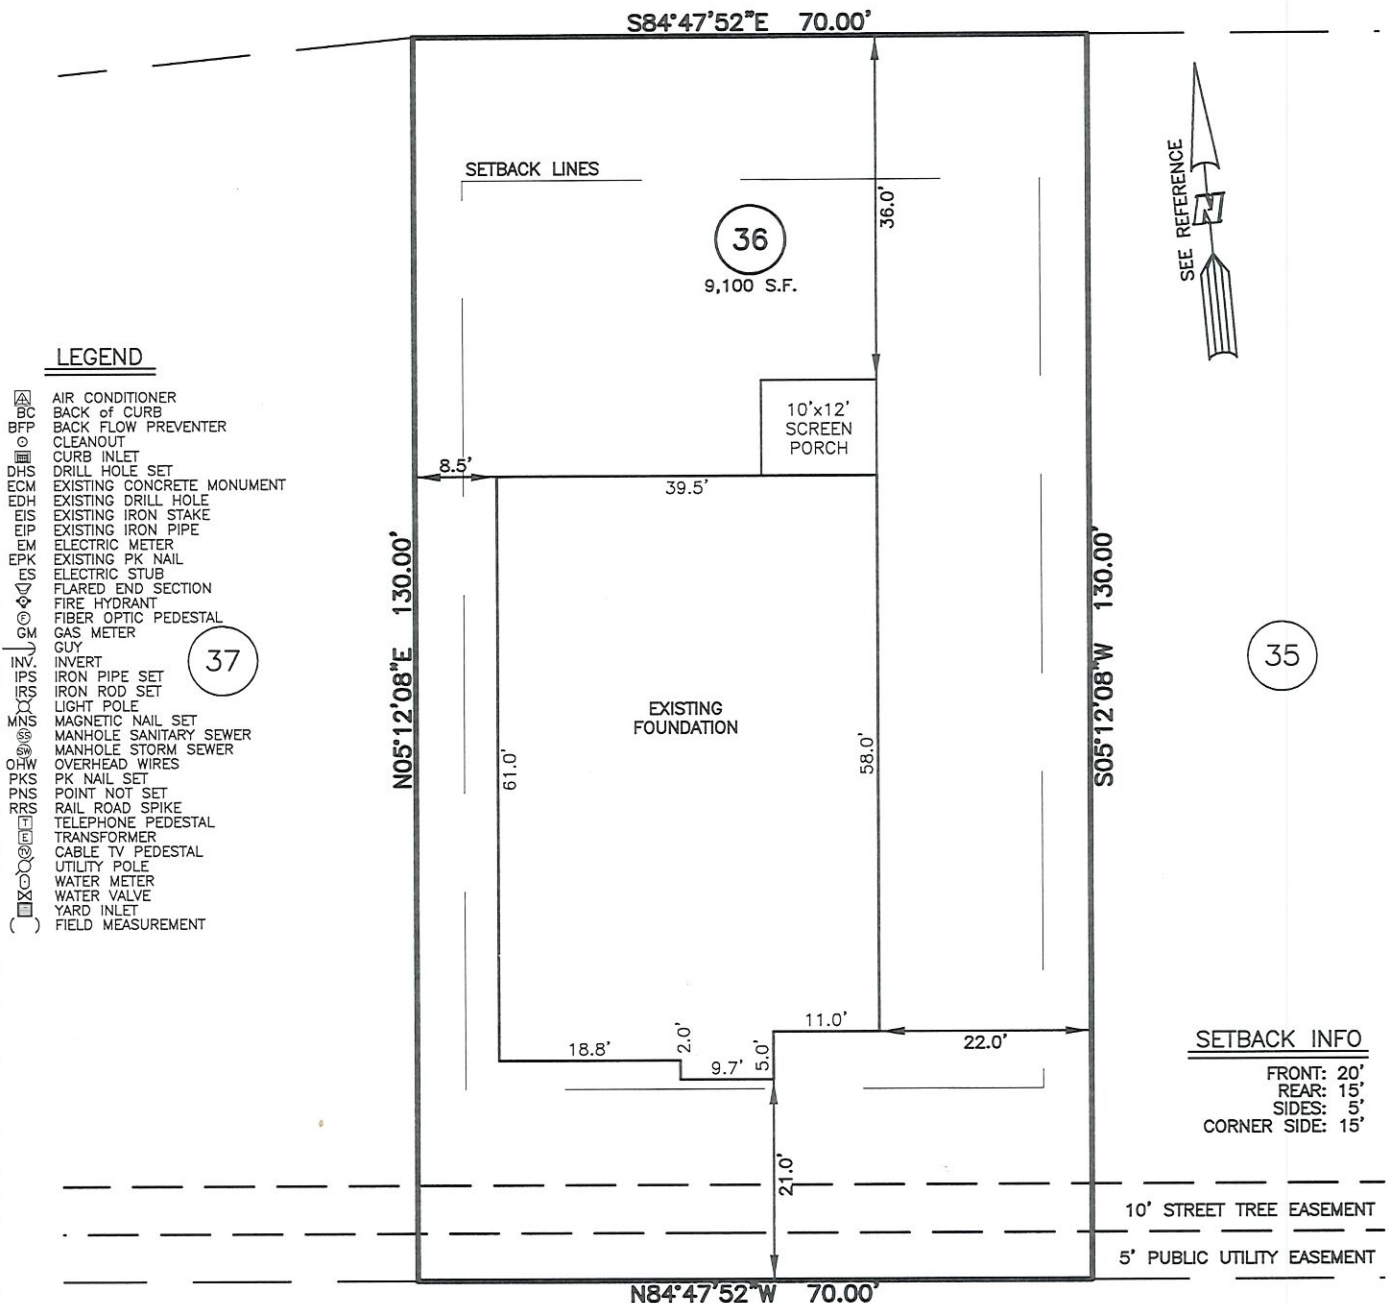 S84°47'52"E 70.00'
SETBACK LINES
36.0'
SEE REFERENCE
N
36
9,100 S.F.
10'x12'
SCREEN
PORCH
8.5'
39.5'
N05°12'08"E 130.00'
S05°12'08"W 130.00'
LEGEND
A AIR CONDITIONER
BC BACK of CURB
BFP BACK FLOW PREVENTER
CLEANOUT
CURB INLET
DHS DRILL HOLE SET
ECM EXISTING CONCRETE MONUMENT
EDH EXISTING DRILL HOLE
EIS EXISTING IRON STAKE
EIP EXISTING IRON PIPE
EM ELECTRIC METER
EPK EXISTING PK NAIL
ES ELECTRIC STUB
FLARED END SECTION
FIRE HYDRANT
F FIBER OPTIC PEDESTAL
GM GAS METER
GUY
INV. INVERT
IPS IRON PIPE SET
IRS IRON ROD SET
LIGHT POLE
MNS MAGNETIC NAIL SET
SS MANHOLE SANITARY SEWER
SW MANHOLE STORM SEWER
OHW OVERHEAD WIRES
PKS PK NAIL SET
PNS POINT NOT SET
RRS RAIL ROAD SPIKE
T TELEPHONE PEDESTAL
E TRANSFORMER
TV CABLE TV PEDESTAL
UTILITY POLE
WATER METER
WATER VALVE
YARD INLET
( ) FIELD MEASUREMENT
37
35
EXISTING
FOUNDATION
61.0'
58.0'
18.8'
2.0'
9.7'
5.0'
11.0'
22.0'
21.0'
SETBACK INFO
FRONT: 20'
REAR: 15'
SIDES: 5'
CORNER SIDE: 15'
10' STREET TREE EASEMENT
5' PUBLIC UTILITY EASEMENT
N84°47'52"W 70.00'